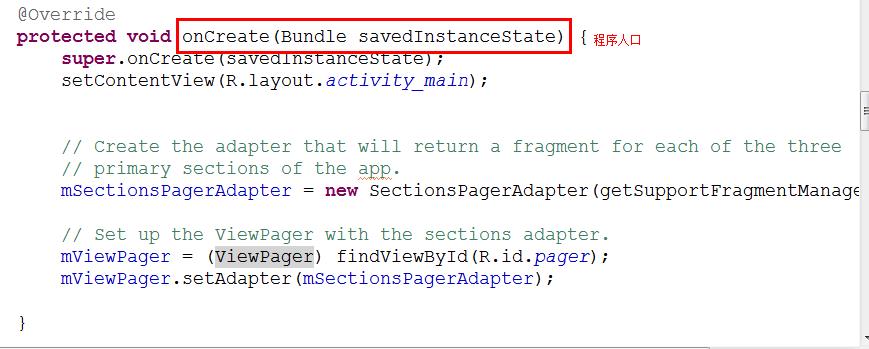 @Override
protected void onCreate(Bundle savedInstanceState) { 程序人口
super.onCreate(savedInstanceState);
setContentView(R.layout.activity_main);
// Create the adapter that will return a fragment for each of the three
// primary sections of the app.
mSectionsPagerAdapter = new SectionsPagerAdapter(getSupportFragmentManage
// Set up the ViewPager with the sections adapter.
mViewPager = (ViewPager) findViewById(R.id.pager);
mViewPager.setAdapter(mSectionsPagerAdapter);
}